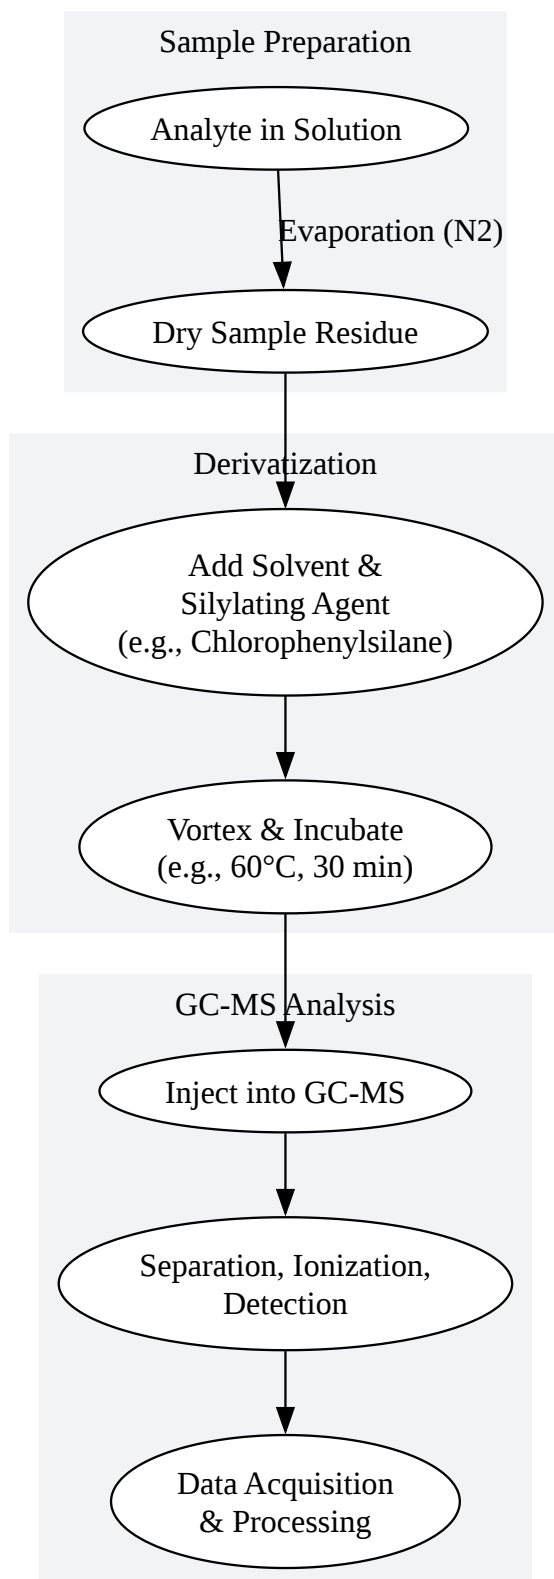 Sample Preparation
Analyte in Solution
Evaporation (N2)
Dry Sample Residue
Derivatization
Add Solvent &
Silylating Agent
(e.g., Chlorophenylsilane)
Vortex & Incubate
(e.g., 60°C, 30 min)
GC-MS Analysis
Inject into GC-MS
Separation, Ionization,
Detection
Data Acquisition
& Processing